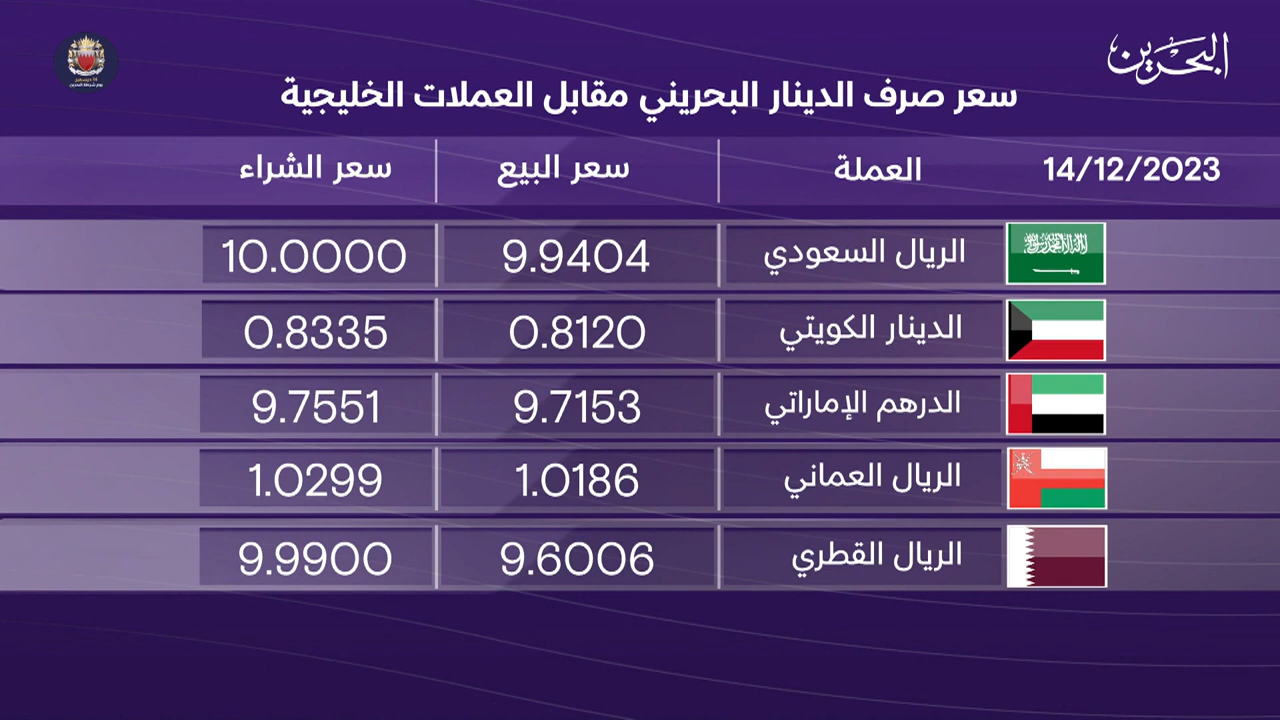 البحرين
سعر صرف الدينار البحريني مقابل العملات الخليجية
14/12/2023 العملة سعر البيع سعر الشراء
الريال السعودي 9.9404 10.0000
الدينار الكويتي 0.8120 0.8335
الدرهم الإماراتي 9.7153 9.7551
الريال العماني 1.0186 1.0299
الريال القطري 9.6006 9.9900